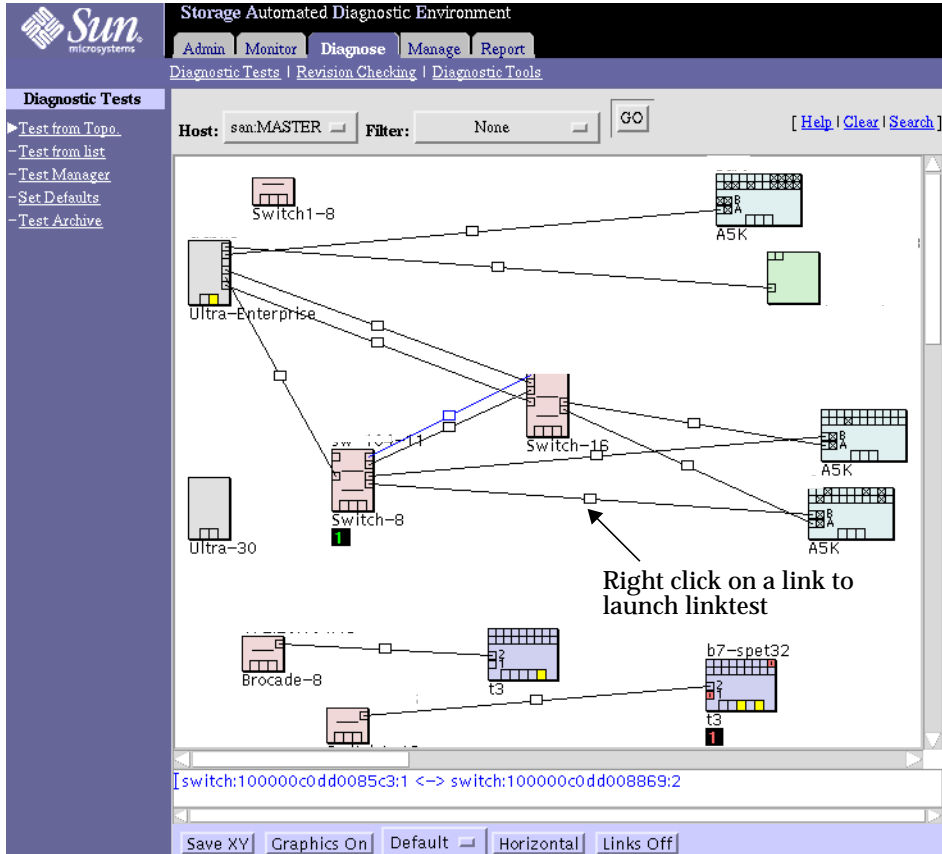 Sun
microsystems
Storage Automated Diagnostic Environment
Admin Monitor Diagnose Manage Report
Diagnostic Tests | Revision Checking | Diagnostic Tools
Diagnostic Tests
Test from Topo.
Test from list
Test Manager
Set Defaults
Test Archive
Host: san:MASTER Filter: None GO [ Help | Clear | Search ]
Switch1-8
B
A
A5K
Ultra-Enterprise
Switch-16
B
A
A5K
Switch-8
1
B
A
A5K
Ultra-30
Right click on a link to
launch linktest
Brocade-8
2
1
t3
b7-spet32
2
1
t3
1
[switch:100000c0dd0085c3:1 <-> switch:100000c0dd008869:2
Save XY Graphics On Default Horizontal Links Off